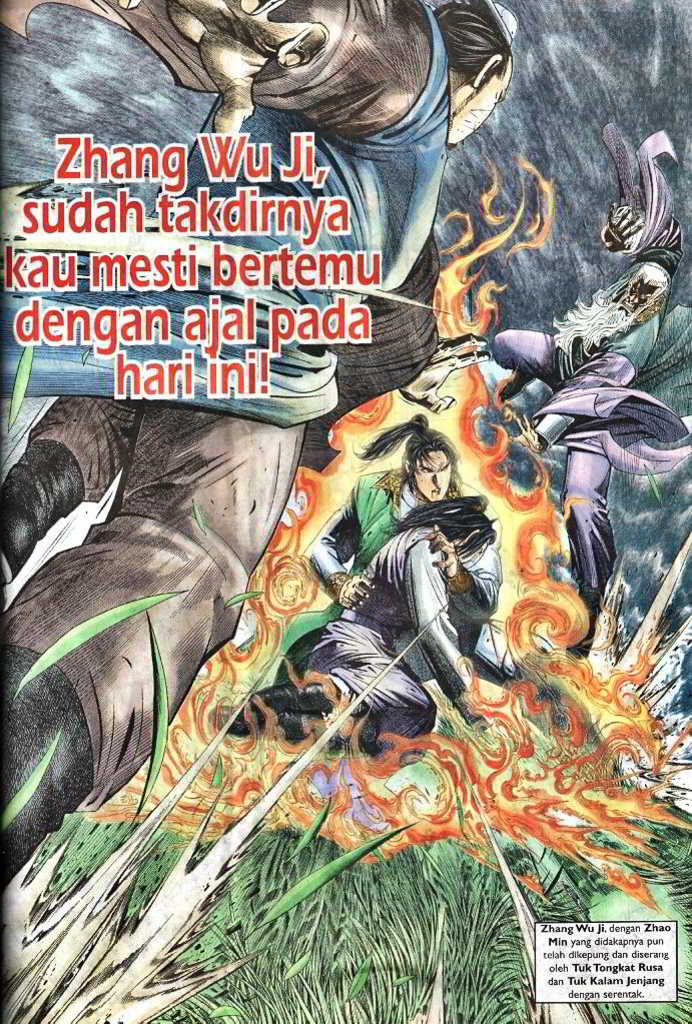 Zhang Wu Ji,
sudah takdirnya
kau mesti bertemu
dengan ajal pada
hari ini!
Zhang Wu Ji, dengan Zhao
Min yang didakapnya pun
telah dikepung dan diserang
oleh Tuk Tongkat Rusa
dan Tuk Kalam Jenjang
dengan serentak.